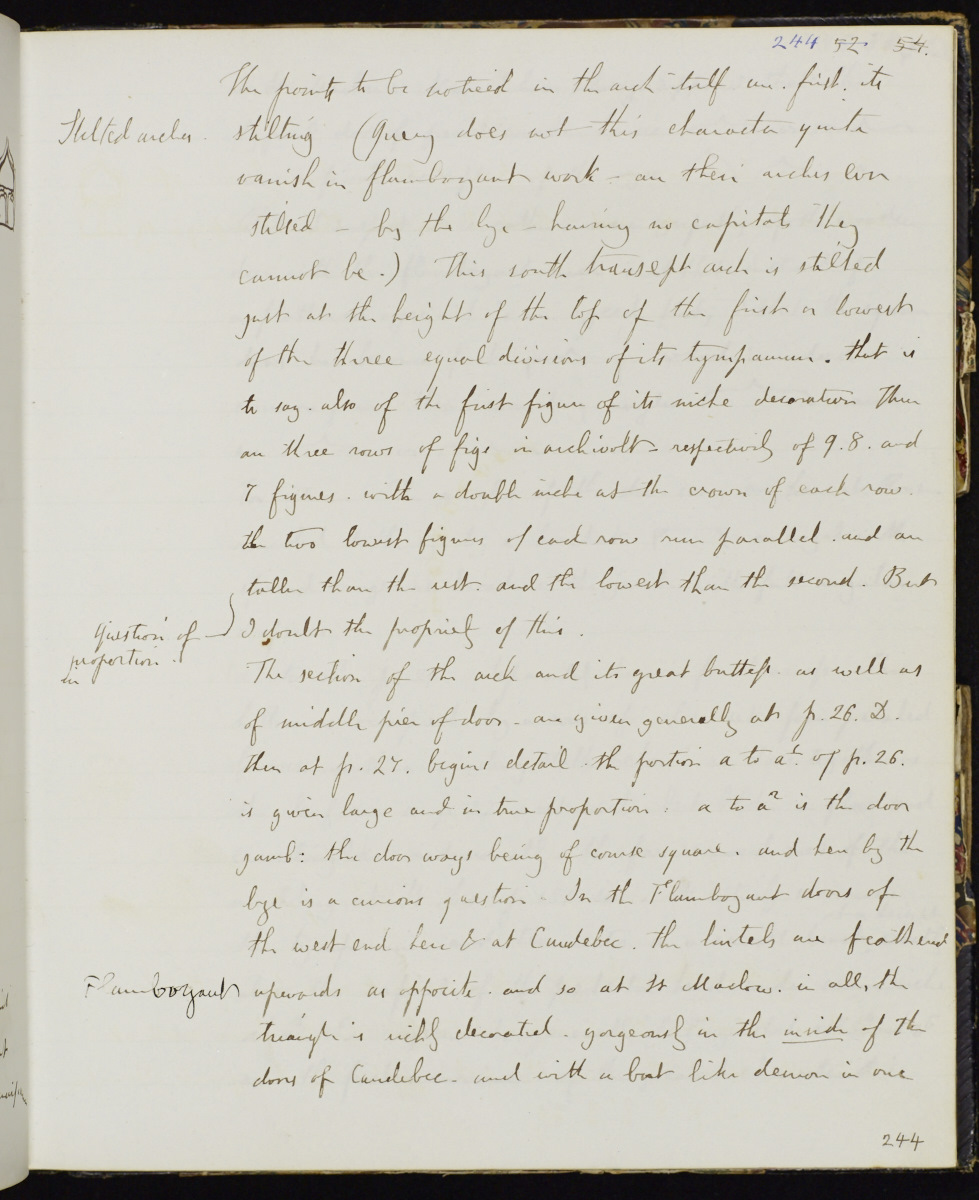 244 52 54.
The points to be noticed in the arch itself are. first. its
Stilted arches. stilting (Query does not this character quite
vanish in flamboyant work - are their arches ever
stilted - by the bye - having no capitals they
cannot be.) This south transept arch is stilted
just at the height of the top of the first or lowest
of the three equal divisions of its tympanum. that is
to say. also of the first figure of its niche decoration There
are three rows of figs in archivolt - respectively of 9. 8. and
7 figures. with a double niche at the crown of each row.
the two lowest figures of each row run parallel. and are
taller than the rest. and the lowest than the second. But
Question of proportion. I doubt the propriety of this.
The section of the arch and its great buttress. as well as
of middle pier of door - are given generally at p. 26. D.
then at p. 27. begins detail. the portion a to a2. of p. 26.
is given large and in true proportion. a to a2 is the door
jamb: the door ways being of course square. and here by the
bye is a curious question. In the Flamboyant doors of
the west end here & at Caudebec. the lintels are feathered
Flamboyant upwards as opposite. and so at St Maclow. in all, the
triangle is richly decorated. gorgeously in the inside of the
doors of Caudebec - and with a bat like demon in one
244